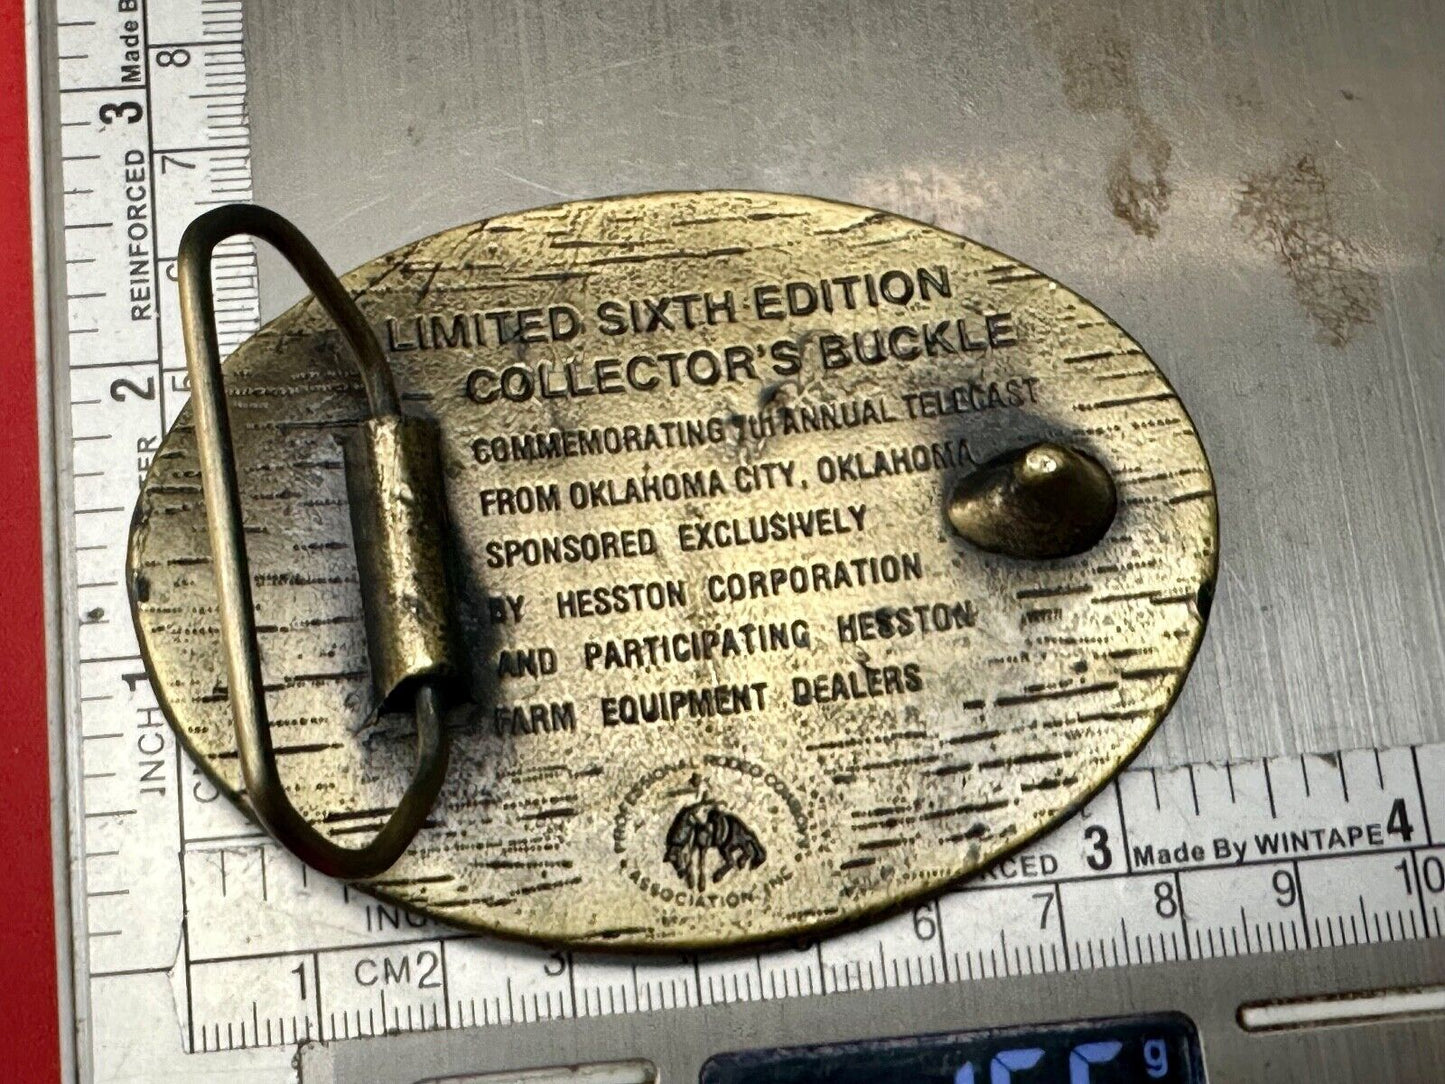 LIMITED SIXTH EDITION
COLLECTOR'S BUCKLE
COMMEMORATING 7th ANNUAL TELECAST
FROM OKLAHOMA CITY, OKLAHOMA
SPONSORED EXCLUSIVELY
BY HESSTON CORPORATION
AND PARTICIPATING HESSTON
FARM EQUIPMENT DEALERS
PROFESSIONAL RODEO COWBOYS
ASSOCIATION, INC
Made B
8
3
REINFORCED
7
2
5
1
INCH
3
Made By WINTAPE 4
1 CM 2 3 6 7 8 9 10
g